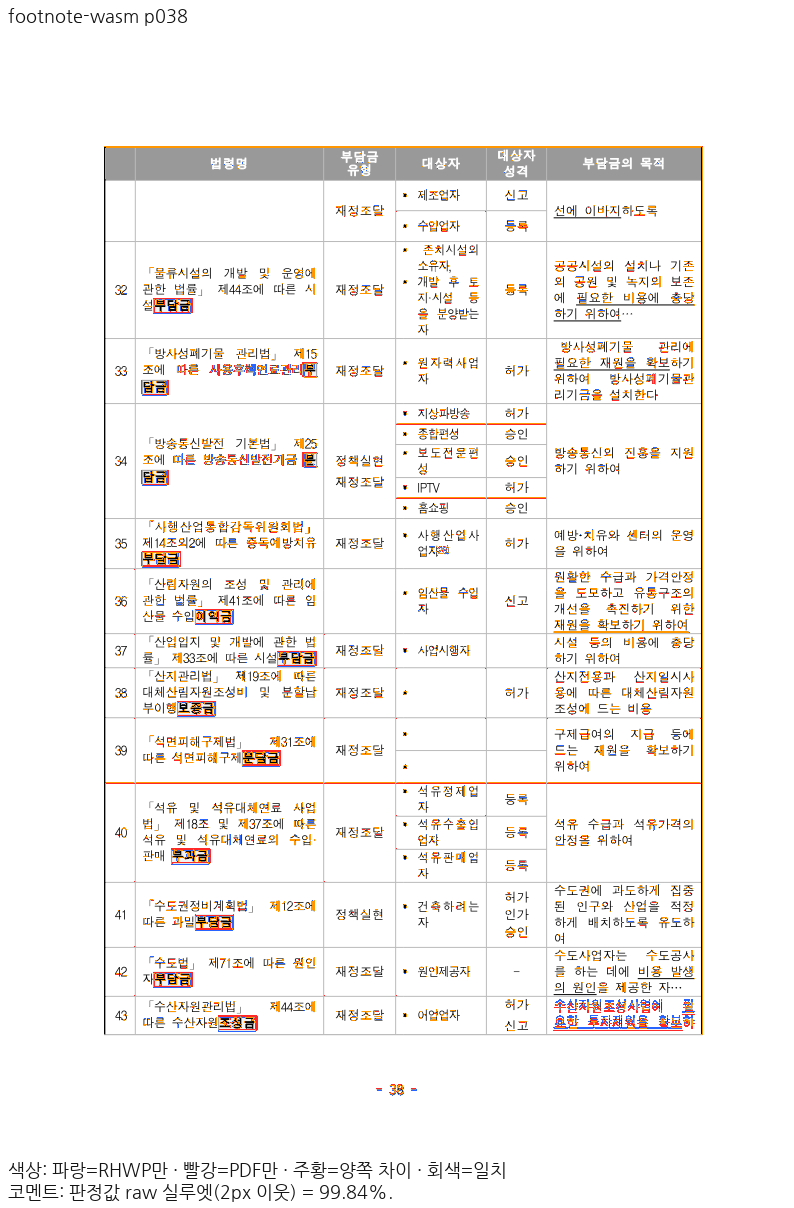 footnote-wasm p038
법령명 부담금 유형 대상자 대상자 성격 부담금의 목적
재정조달
• 제조업자 신고
• 수입업자 등록
선에 이바지하도록
32
「물류시설의 개발 및 운영에
관한 법률」 제44조에 따른 시
설부담금
재정조달
• 존치시설의
소유자,
• 개발 후 토
지·시설 등
을 분양받는
자
등록
공공시설의 설치나 기존
의 공원 및 녹지의 보존
에 필요한 비용에 충당
하기 위하여…
33
「방사성폐기물 관리법」 제15
조에 따른 사용후핵연료관리부
담금
재정조달
• 원자력사업
자
허가
방사성폐기물 관리에
필요한 재원을 확보하기
위하여 방사성폐기물관
리기금을 설치한다
34
「방송통신발전 기본법」 제25
조에 따른 방송통신발전기금 분
담금
정책실현
재정조달
• 지상파방송 허가
• 종합편성 승인
• 보도전문편
성
승인
• IPTV 허가
• 홈쇼핑 승인
방송통신의 진흥을 지원
하기 위하여
35
「사행산업통합감독위원회법」
제14조의2에 따른 중독예방치유
부담금
재정조달
• 사행산업사
업자
허가
예방·치유와 센터의 운영
을 위하여
36
「산림자원의 조성 및 관리에
관한 법률」 제41조에 따른 임
산물 수입이익금
• 임산물 수입
자
신고
원활한 수급과 가격안정
을 도모하고 유통구조의
개선을 촉진하기 위한
재원을 확보하기 위하여
37
「산업입지 및 개발에 관한 법
률」 제33조에 따른 시설부담금
재정조달
• 사업시행자
시설 등의 비용에 충당
하기 위하여
38
「산지관리법」 제19조에 따른
대체산림자원조성비 및 분할납
부이행보증금
재정조달
•
허가
산지전용과 산지일시사
용에 따른 대체산림자원
조성에 드는 비용
39
「석면피해구제법」 제31조에
따른 석면피해구제분담금
재정조달
•
•
구제급여의 지급 등에
드는 재원을 확보하기
위하여
40
「석유 및 석유대체연료 사업
법」 제18조 및 제37조에 따른
석유 및 석유대체연료의 수입·
판매 부과금
재정조달
• 석유정제업
자
등록
• 석유수출입
업자
등록
• 석유판매업
자
등록
석유 수급과 석유가격의
안정을 위하여
41
「수도권정비계획법」 제12조에
따른 과밀부담금
정책실현
• 건축하려는
자
허가
인가
승인
수도권에 과도하게 집중
된 인구와 산업을 적정
하게 배치하도록 유도하
여
42
「수도법」 제71조에 따른 원인
자부담금
재정조달
• 원인제공자
-
수도사업자는 수도공사
를 하는 데에 비용 발생
의 원인을 제공한 자…
43
「수산자원관리법」 제44조에
따른 수산자원조성금
재정조달
• 어업업자
허가
신고
- 38 -
색상: 파랑=RHWP만 · 빨강=PDF만 · 주황=양쪽 차이 · 회색=일치
코멘트: 판정값 raw 실루엣(2px 이웃) = 99.84%.